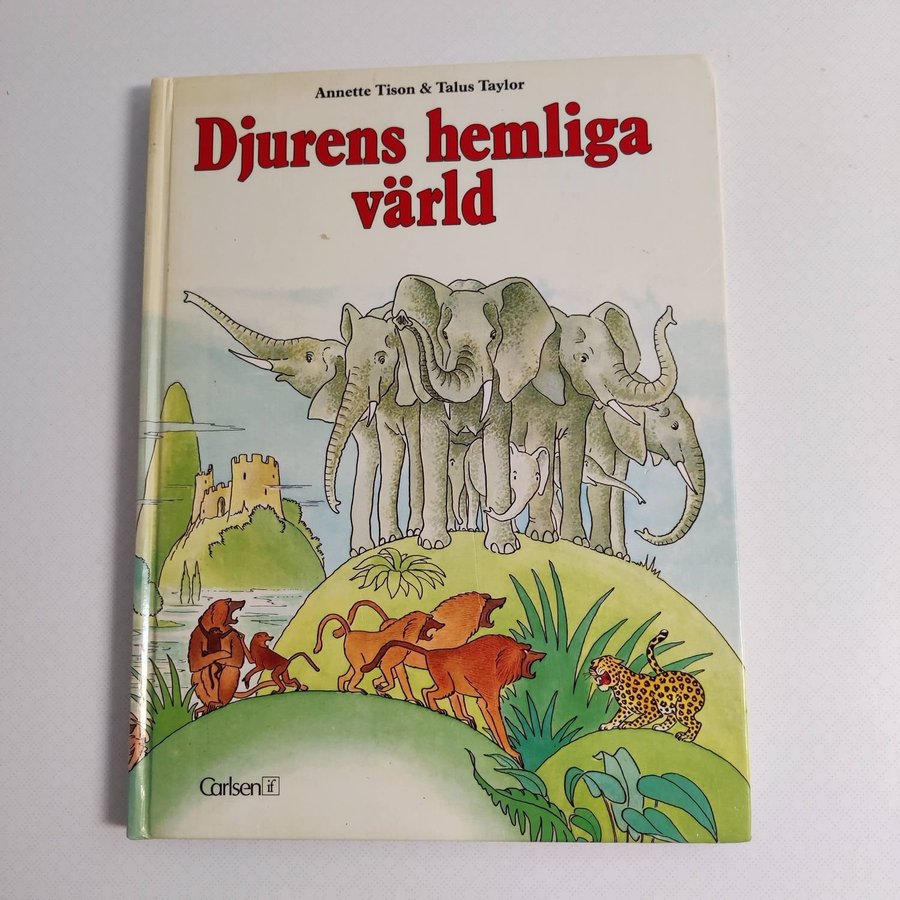 Annette Tison & Talus Taylor
Djurens hemliga
värld
Carlsen if